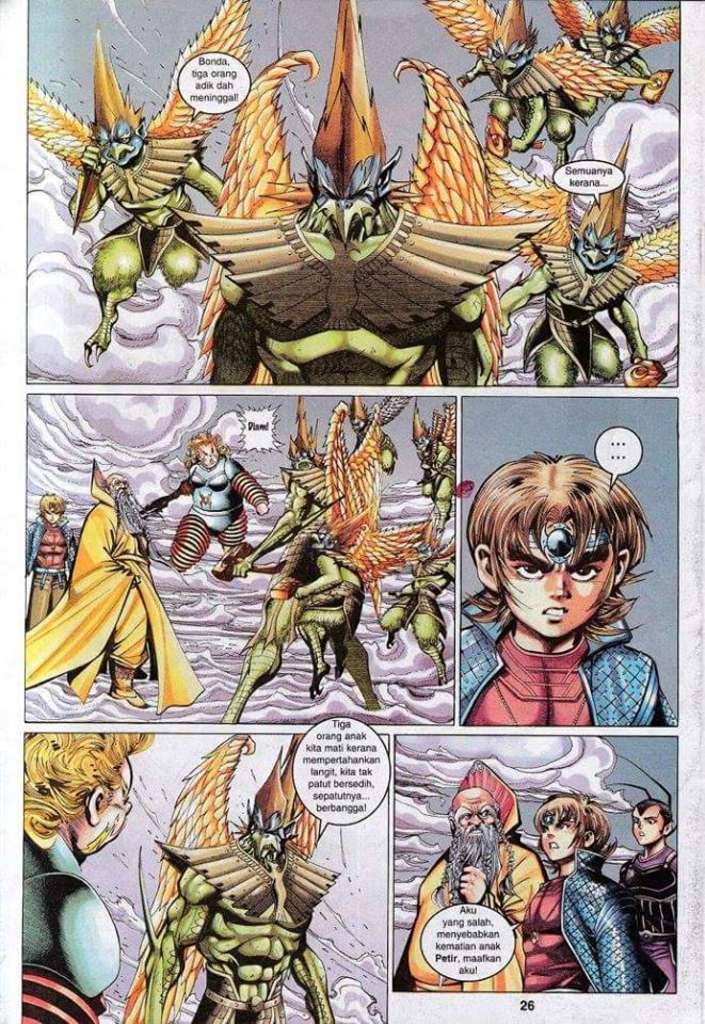 Bonda,
tiga orang
adik dah
meninggal!
Semuanya
kerana...
Diam!
...
...
Tiga
orang anak
kita mati kerana
mempertahankan
langit, kita tak
patut bersedih,
sepatutnya...
berbangga!
Aku
yang salah,
menyebabkan
kematian anak
Petir, maafkan
aku!
26